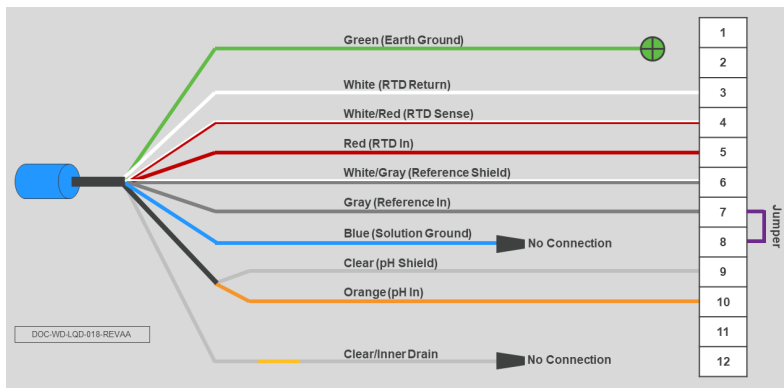 Green (Earth Ground)
White (RTD Return)
White/Red (RTD Sense)
Red (RTD In)
White/Gray (Reference Shield)
Gray (Reference In)
Blue (Solution Ground)
No Connection
Clear (pH Shield)
Orange (pH In)
Clear/Inner Drain
No Connection
1
2
3
4
5
6
7
8
9
10
11
12
Jumper
DOC-WD-LQD-018-REVAA